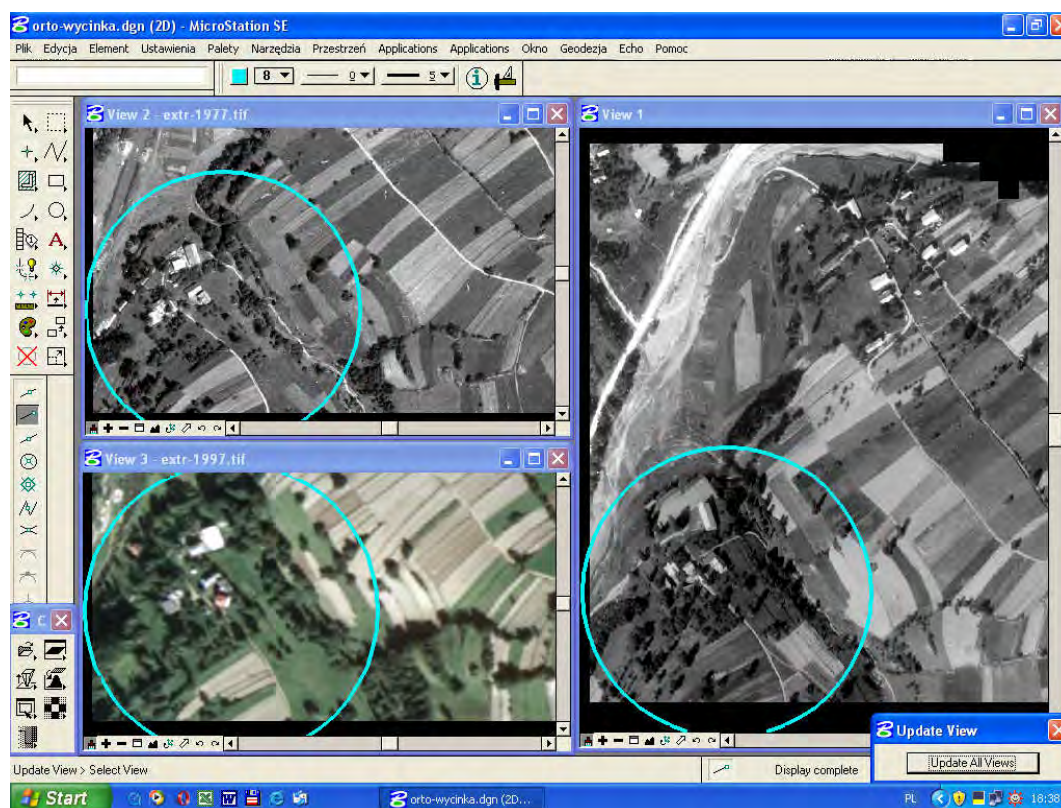 orto-wycinka.dgn (2D) - MicroStation SE
Plik Edycja Element Ustawienia Palety Narzędzia Przestrzeń Applications Applications Okno Geodezja Echo Pomoc
8 0 5
View 2 - extr-1977.tif
View 1
View 3 - extr-1997.tif
C
Update View
Update All Views
Update View > Select View
Display complete
Start
orto-wycinka.dgn (2D...
PL
18:38